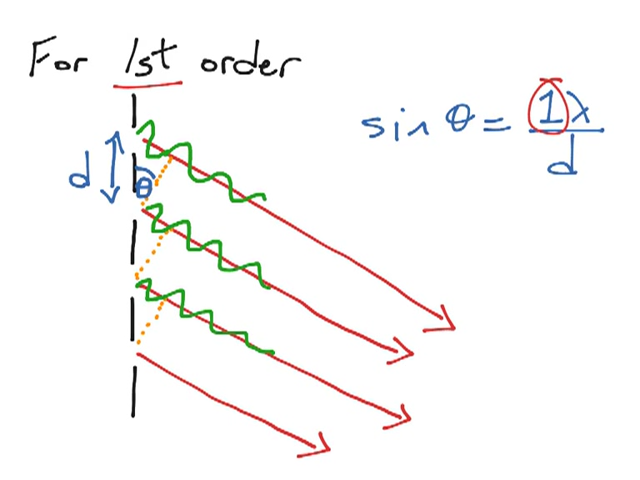 For 1st order
sin θ = 1λ
d
d
θ